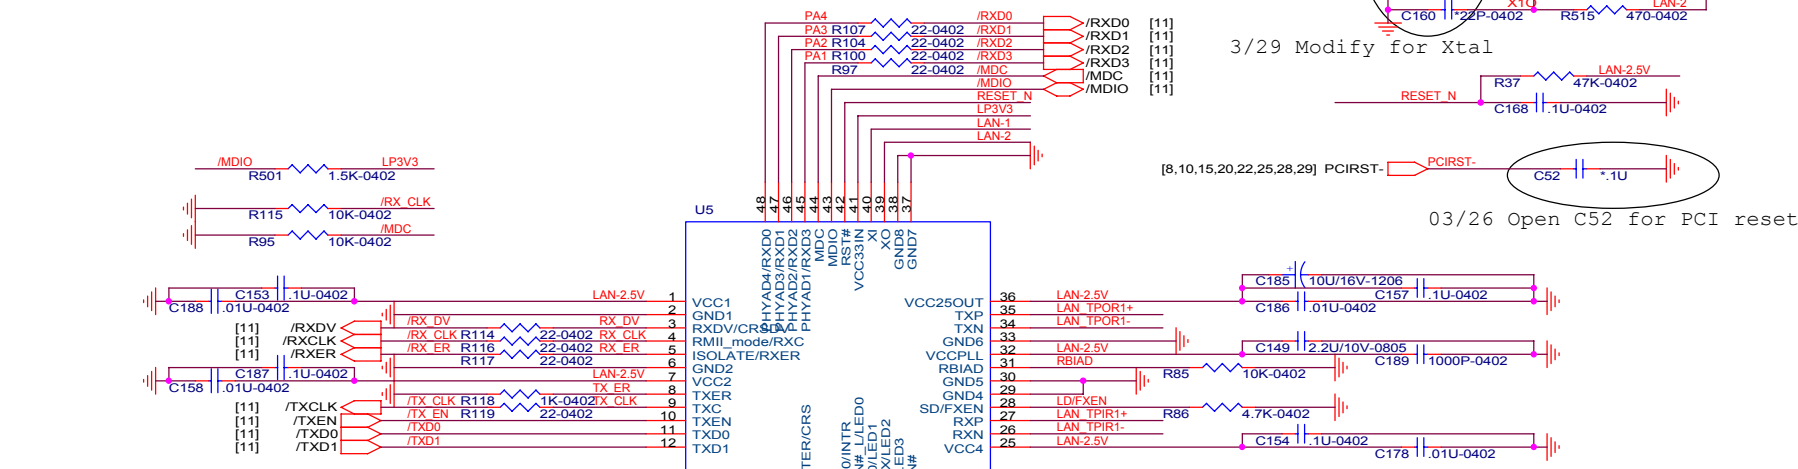 PA4 /RXD0 /RXD0 [11]
PA3 R107 22-0402 /RXD1 /RXD1 [11]
PA2 R104 22-0402 /RXD2 /RXD2 [11]
PA1 R100 22-0402 /RXD3 /RXD3 [11]
R97 22-0402 /MDC /MDC [11]
/MDIO /MDIO [11]
RESET_N
LP3V3
LAN-1
LAN-2
C160 *22P-0402 X1O R515 470-0402 LAN-2
3/29 Modify for Xtal
R37 47K-0402 LAN-2.5V
RESET_N C168 .1U-0402
[8,10,15,20,22,25,28,29] PCIRST- PCIRST- C52 *.1U
03/26 Open C52 for PCI reset
/MDIO R501 1.5K-0402 LP3V3
R115 10K-0402 /RX_CLK
R95 10K-0402 /MDC
U5
48 47 46 45 44 43 42 41 40 39 38 37
PHYAD4/RXD0
PHYAD3/RXD1
PHYAD2/RXD2
PHYAD1/RXD3
MDC
MDIO
RST#
VCC33IN
XI
XO
GND8
GND7
C153 .1U-0402 LAN-2.5V 1 VCC1
C188 .01U-0402 2 GND1
[11] /RXDV /RX_DV RX_DV 3 RXDV/CRSDV
[11] /RXCLK /RX_CLK R114 22-0402 RX_CLK 4 RMII_mode/RXC
[11] /RXER /RX_ER R116 22-0402 RX_ER 5 ISOLATE/RXER
R117 22-0402 6 GND2
C187 .1U-0402 LAN-2.5V 7 VCC2
C158 .01U-0402 TX_ER 8 TXER
[11] /TXCLK /TX_CLK R118 1K-0402 TX_CLK 9 TXC
[11] /TXEN /TX_EN R119 22-0402 10 TXEN
[11] /TXD0 /TXD0 11 TXD0
[11] /TXD1 /TXD1 12 TXD1
VCC25OUT 36 LAN-2.5V C185 + 10U/16V-1206 C157 .1U-0402
C186 .01U-0402
TXP 35 LAN_TPOR1+
TXN 34 LAN_TPOR1-
GND6 33
VCCPLL 32 LAN-2.5V C149 2.2U/10V-0805 C189 1000P-0402
RBIAD 31 RBIAD R85 10K-0402
GND5 30
GND4 29
SD/FXEN 28 LD/FXEN R86 4.7K-0402
RXP 27 LAN_TPIR1+
RXN 26 LAN_TPIR1-
VCC4 25 LAN-2.5V C154 .1U-0402 C178 .01U-0402
TER/CRS
0/INTR
N#_L/LED0
/LED1
X/LED2
LED3
N#